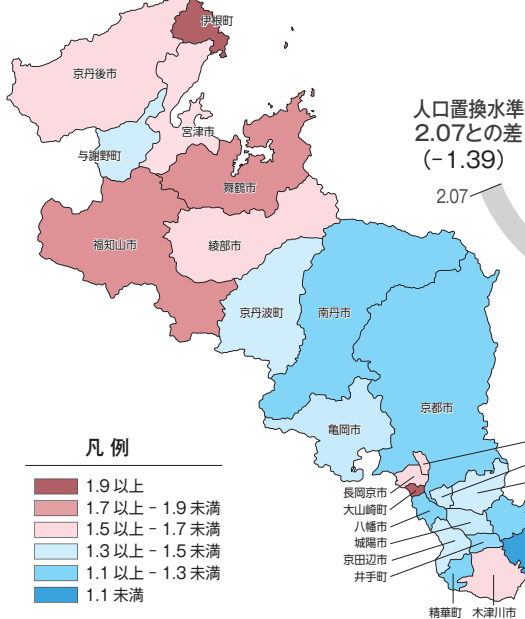 伊根町
京丹後市
宮津市
与謝野町
舞鶴市
福知山市
綾部市
京丹波町
南丹市
京都市
亀岡市
人口置換水準
2.07との差
(-1.39)
2.07
凡 例
1.9 以上
1.7 以上 - 1.9 未満
1.5 以上 - 1.7 未満
1.3 以上 - 1.5 未満
1.1 以上 - 1.3 未満
1.1 未満
長岡京市
大山崎町
八幡市
城陽市
京田辺市
井手町
精華町 木津川市